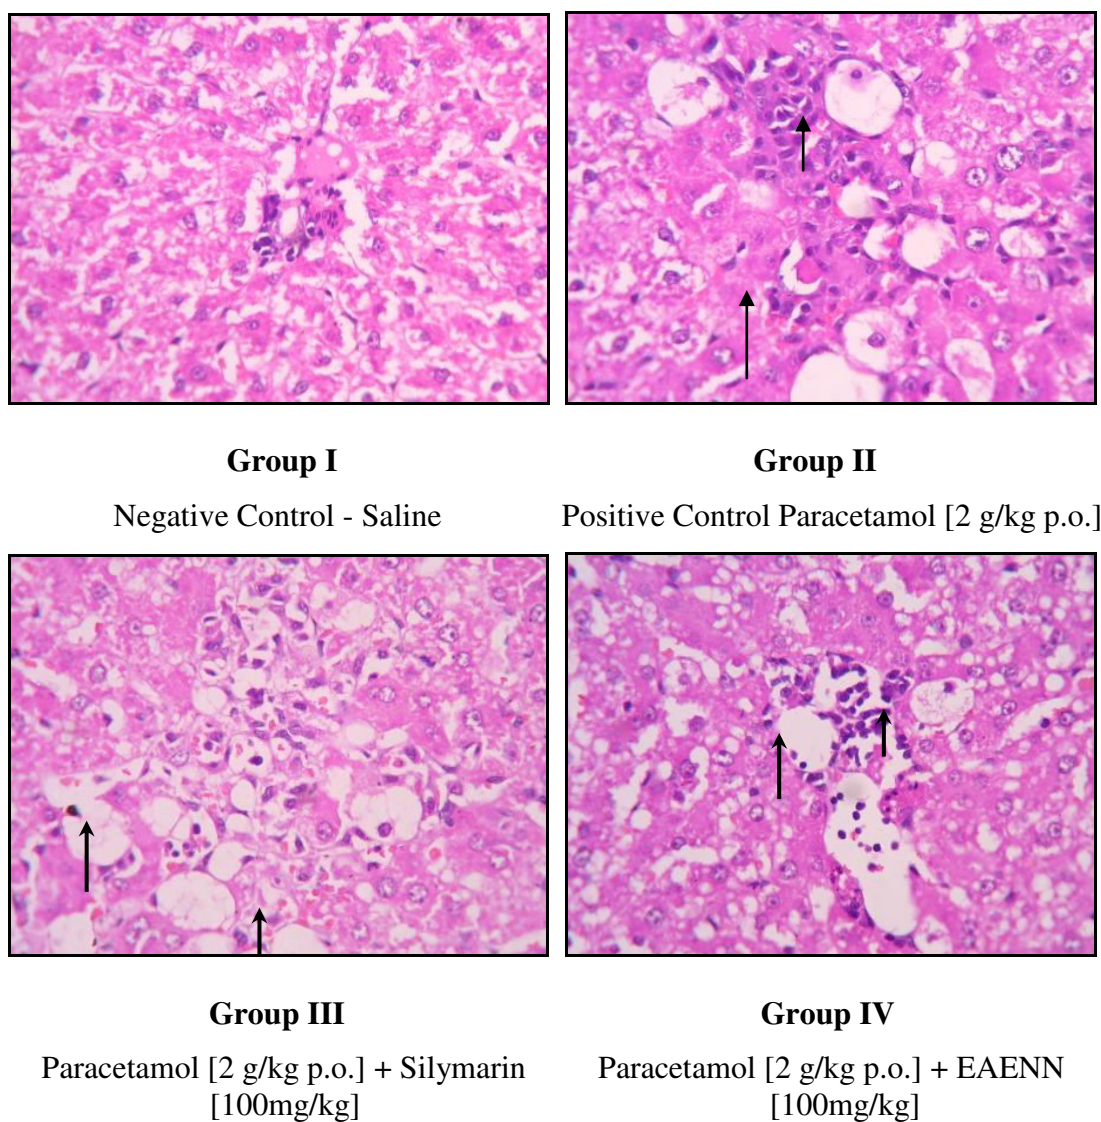 Group I
Group II
Negative Control - Saline
Positive Control Paracetamol [2 g/kg p.o.]
Group III
Group IV
Paracetamol [2 g/kg p.o.] + Silymarin
[100mg/kg]
Paracetamol [2 g/kg p.o.] + EAENN
[100mg/kg]